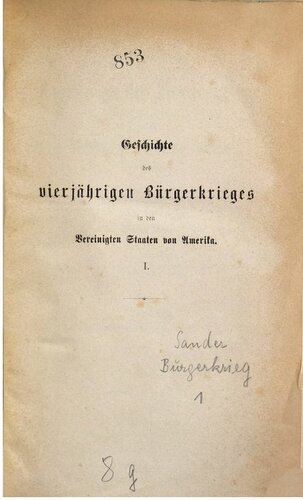 853
Geschichte
des
vierjährigen Bürgerkrieges
in den
Vereinigten Staaten von Amerika.
I.
Sander
Bürgerkrieg
1
8 g